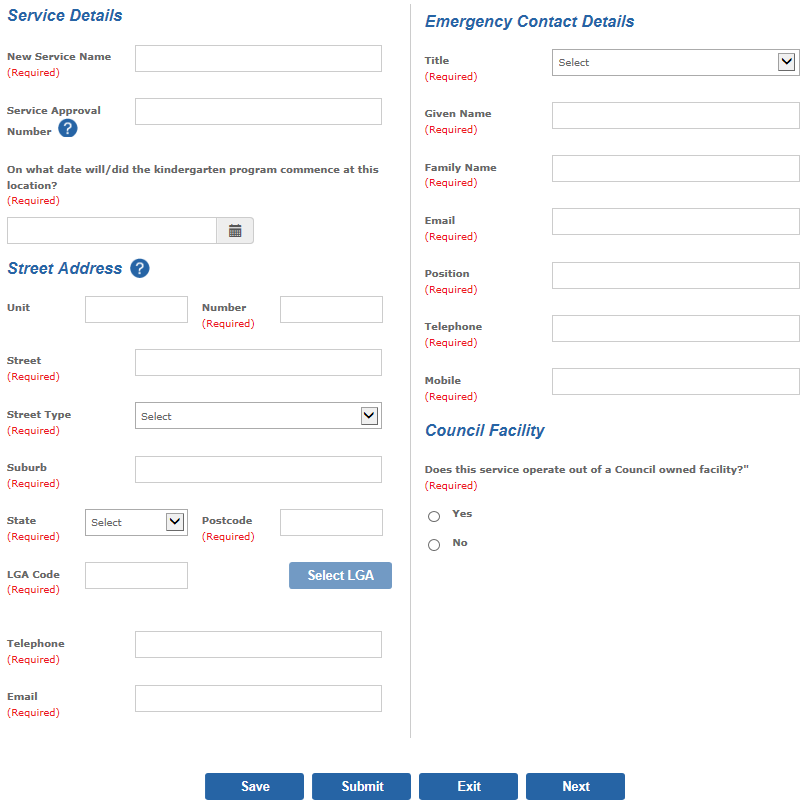 Service Details
New Service Name
(Required)
Service Approval
Number ?
On what date will/did the kindergarten program commence at this
location?
(Required)
Street Address ?
Unit
Number
(Required)
Street
(Required)
Street Type
(Required)
Select
Suburb
(Required)
State
(Required)
Select
Postcode
(Required)
LGA Code
(Required)
Select LGA
Telephone
(Required)
Email
(Required)
Emergency Contact Details
Title
(Required)
Select
Given Name
(Required)
Family Name
(Required)
Email
(Required)
Position
(Required)
Telephone
(Required)
Mobile
(Required)
Council Facility
Does this service operate out of a Council owned facility?"
(Required)
Yes
No
Save Submit Exit Next